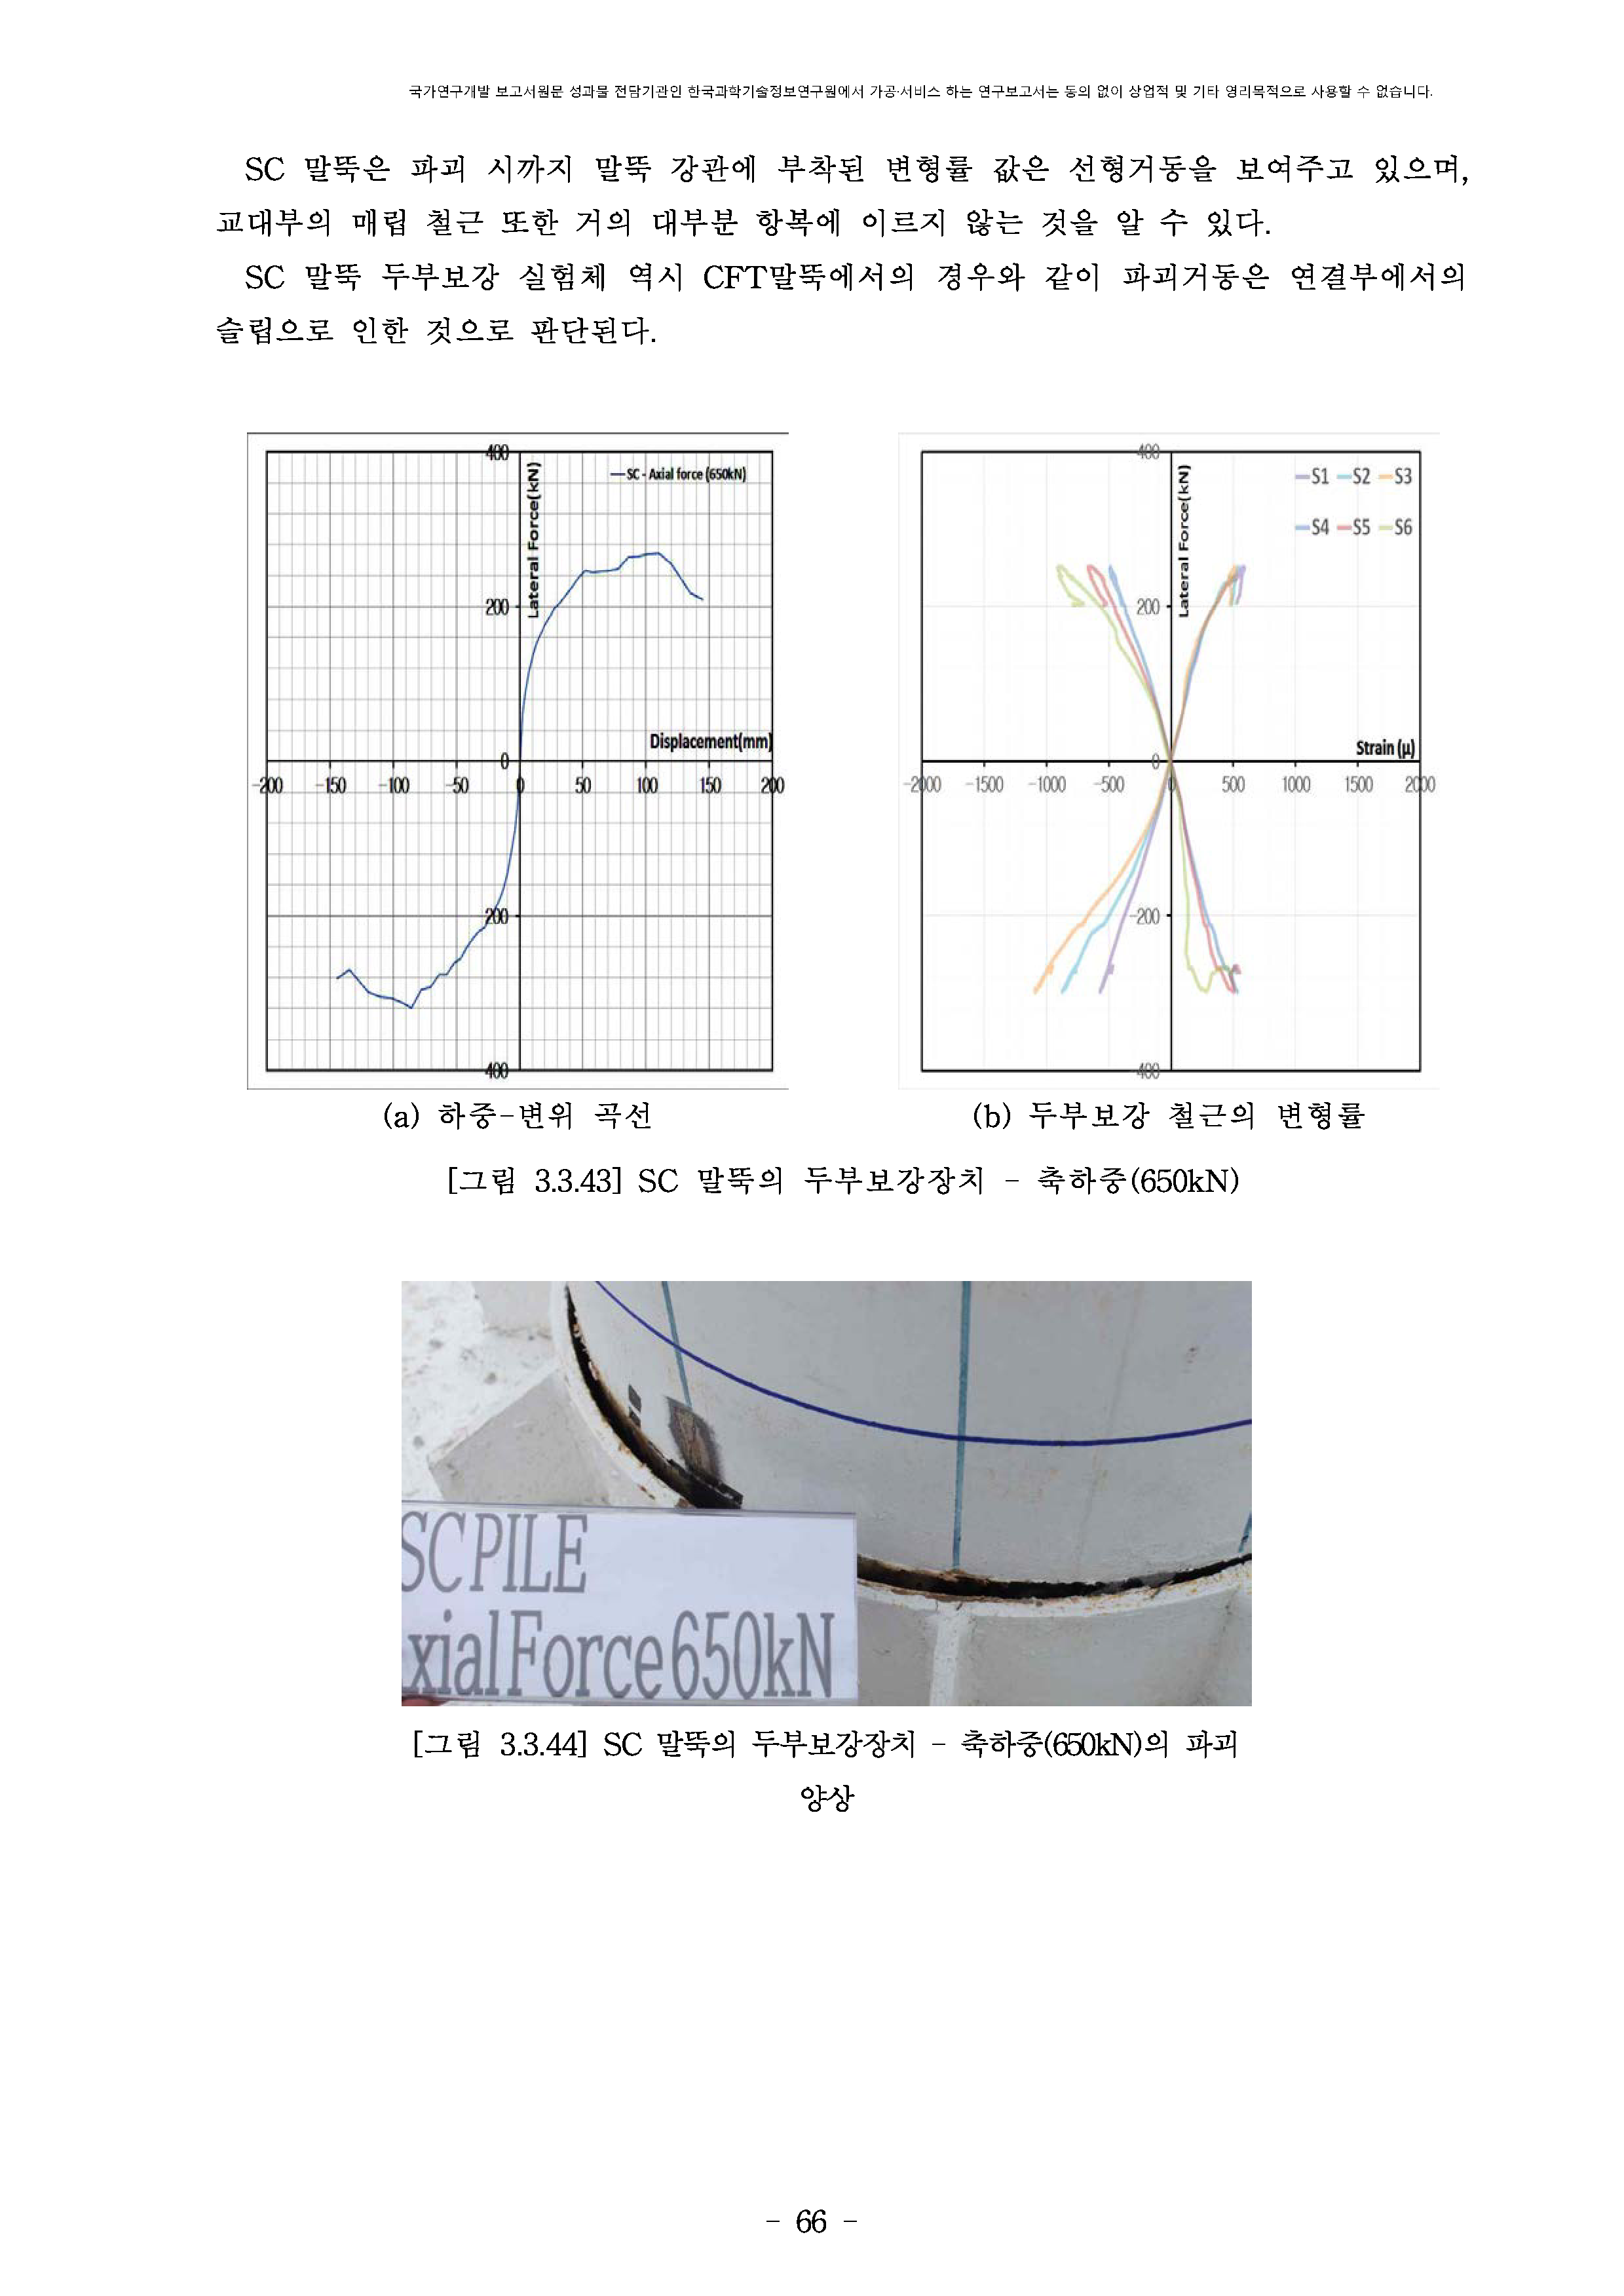 국가연구개발 보고서원문 성과물 전담기관인 한국과학기술정보연구원에서 가공·서비스 하는 연구보고서는 동의 없이 상업적 및 기타 영리목적으로 사용할 수 없습니다.
SC 말뚝은 파괴 시까지 말뚝 강관에 부착된 변형률 값은 선형거동을 보여주고 있으며,
교대부의 매립 철근 또한 거의 대부분 항복에 이르지 않는 것을 알 수 있다.
SC 말뚝 두부보강 실험체 역시 CFT말뚝에서의 경우와 같이 파괴거동은 연결부에서의
슬립으로 인한 것으로 판단된다.
400
Lateral Force(kN)
SC - Axial force (650kN)
200
Displacement(mm)
0
-200 -150 -100 -50 0 50 100 150 200
-200
-400
(a) 하중-변위 곡선
400
Lateral Force(kN)
S1 S2 S3
S4 S5 S6
200
Strain (μ)
0
-2000 -1500 -1000 -500 0 500 1000 1500 2000
-200
-400
(b) 두부보강 철근의 변형률
[그림 3.3.43] SC 말뚝의 두부보강장치 - 축하중(650kN)
SC PILE
xial Force 650kN
[그림 3.3.44] SC 말뚝의 두부보강장치 - 축하중(650kN)의 파괴
양상
- 66 -